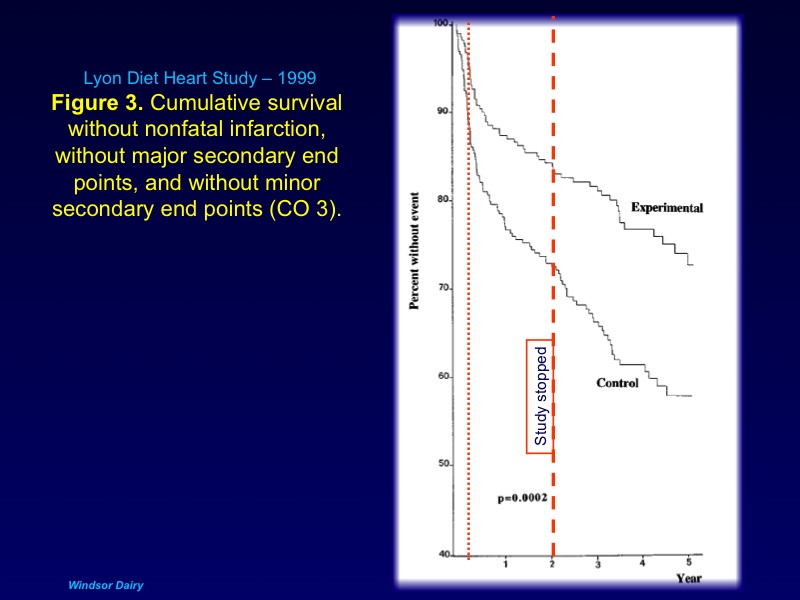 Lyon Diet Heart Study – 1999
Figure 3. Cumulative survival
without nonfatal infarction,
without major secondary end
points, and without minor
secondary end points (CO 3).
Percent without event
100
90
80
70
60
50
40
Experimental
Control
Study stopped
p=0.0002
1 2 3 4 5
Year
Windsor Dairy